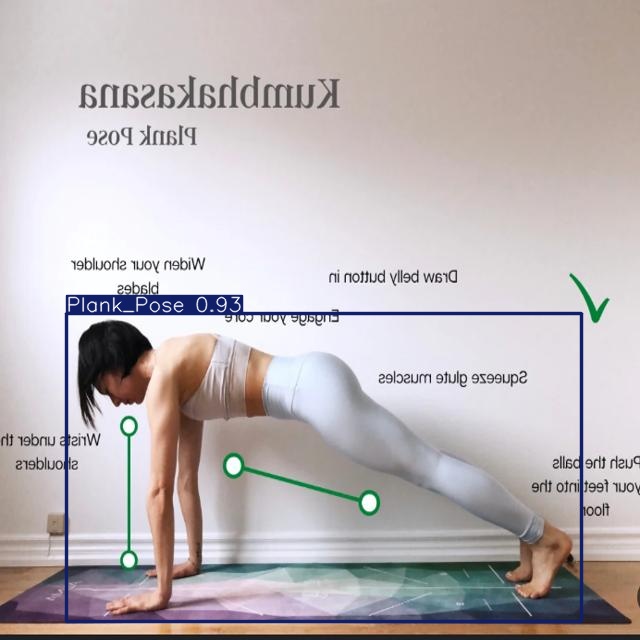 Kumbhakasana
Plank Pose
Widen your shoulder
blades
Draw belly button in
Plank_Pose 0.93
Engage your core
Squeeze glute muscles
Wrists under the
shoulders
Push the balls
your feet into the
floor